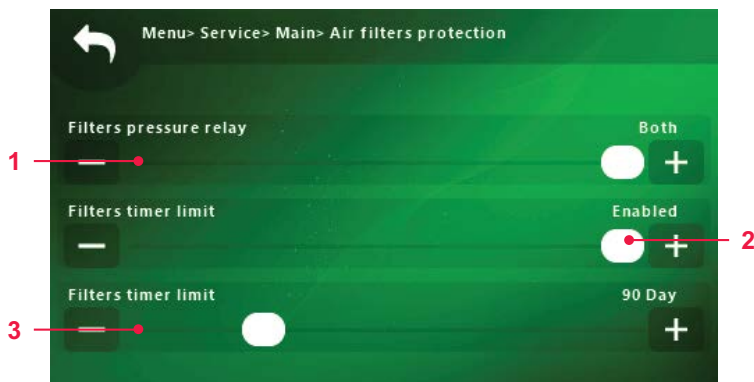 Menu> Service> Main> Air filters protection
Filters pressure relay Both
1
Filters timer limit Enabled
2
Filters timer limit 90 Day
3